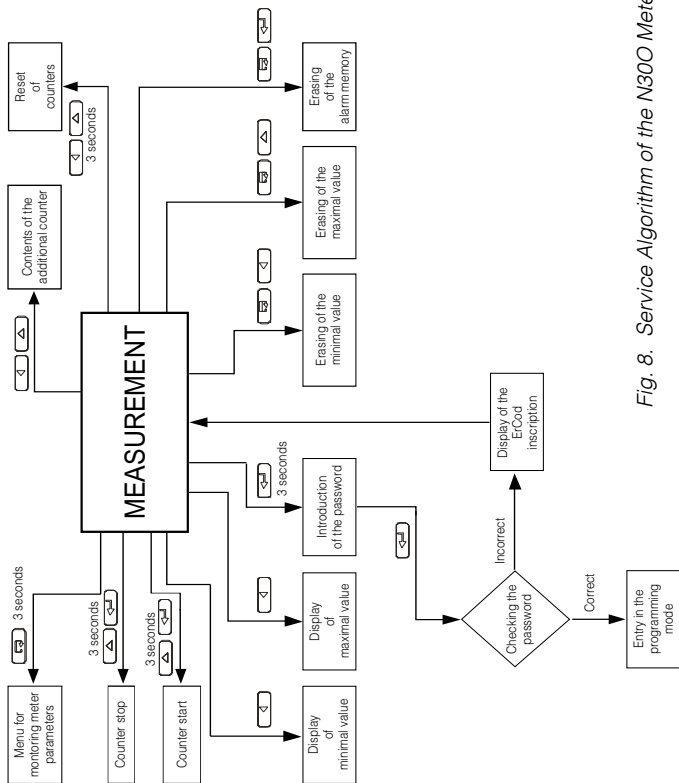 Reset
of
counters
3 seconds
Contents of the
additional counter
Menu for
montoring meter
parameters
3 seconds
Counter stop
3 seconds
Counter start
3 seconds
MEASUREMENT
Display
of
minimal value
Display
of
maximal value
3 seconds
Introduction
of the password
Erasing of the
minimal value
Erasing of the
maximal value
Erasing
of the
alarm memory
Checking the
password
Incorrect
Display of the
ErCod
inscription
Correct
Entry in the
programming
mode
Fig. 8. Service Algorithm of the N30O Mete